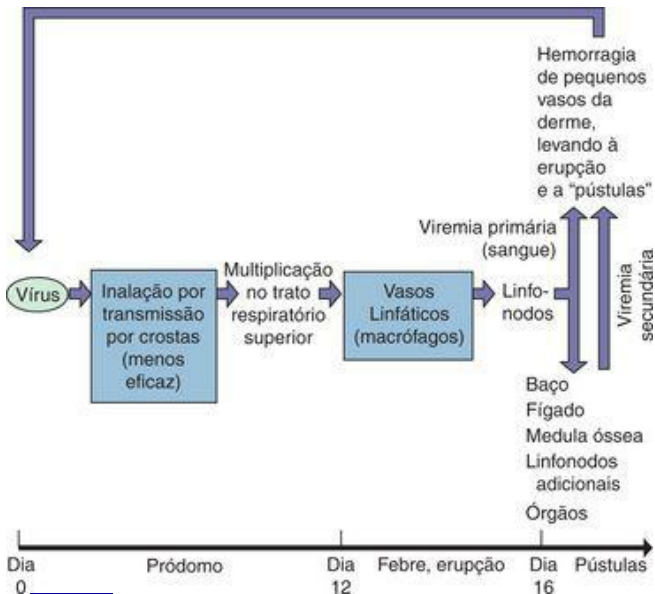 Hemorragia
de pequenos
vasos da
derme,
levando à
erupção
e a "pústulas"
Viremia primária
(sangue)
Vírus
Inalação por
transmissão
por crostas
(menos
eficaz)
Multiplicação
no trato
respiratório
superior
Vasos
Linfáticos
(macrófagos)
Linfo-
nodos
Viremia
secundária
Baço
Fígado
Medula óssea
Linfonodos
adicionais
Órgãos
Dia
0
Pródomo
Dia
12
Febre, erupção
Dia
16
Pústulas